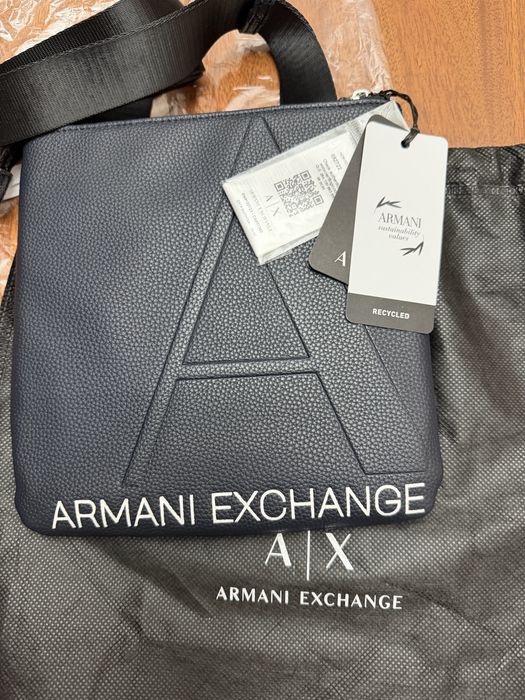 ARMANI
sustainability
values
RECYCLED
A|X
A
ARMANI EXCHANGE
A|X
ARMANI EXCHANGE